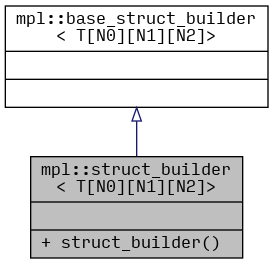 mpl::base_struct_builder
< T[N0][N1][N2]>
mpl::struct_builder
< T[N0][N1][N2]>
+ struct_builder()